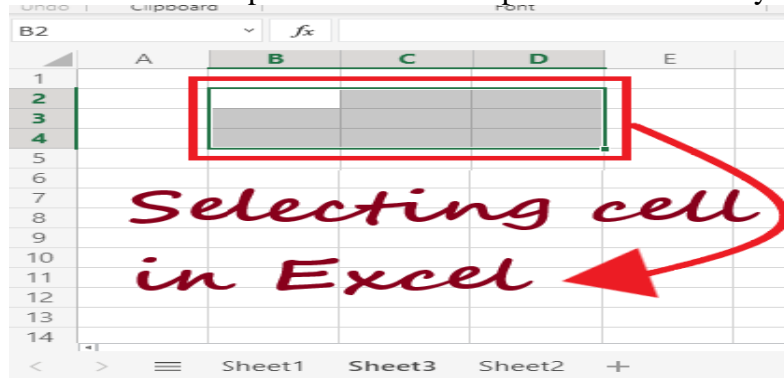 Undo Clipboard Font
B2 fx
A B C D E
1
2
3
4
5
6
7
8
9
10
11
12
13
14
Selecting cell
in Excel
Sheet1 Sheet3 Sheet2